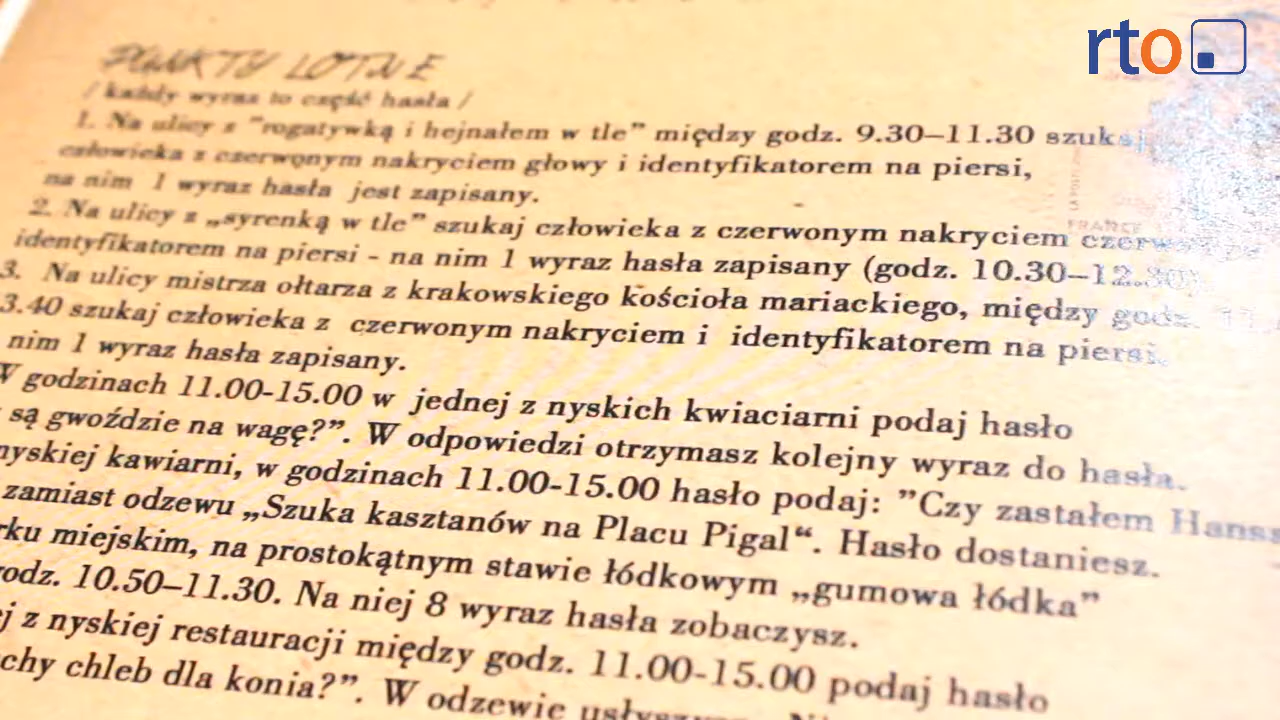 rto
PUNKTY LOTNE
/ każdy wyraz to część hasła /
1. Na ulicy z "rogatywką i hejnałem w tle" między godz. 9.30–11.30 szukaj
człowieka z czerwonym nakryciem głowy i identyfikatorem na piersi,
na nim 1 wyraz hasła jest zapisany.
2. Na ulicy z „syrenką w tle" szukaj człowieka z czerwonym nakryciem
identyfikatorem na piersi - na nim 1 wyraz hasła zapisany (godz. 10.30–12.30)
3. Na ulicy mistrza ołtarza z krakowskiego kościoła mariackiego, między godz. 11.
3.40 szukaj człowieka z czerwonym nakryciem i identyfikatorem na piersi.
nim 1 wyraz hasła zapisany.
W godzinach 11.00-15.00 w jednej z nyskich kwiaciarni podaj hasło
są gwoździe na wagę?". W odpowiedzi otrzymasz kolejny wyraz do hasła.
nyskiej kawiarni, w godzinach 11.00-15.00 hasło podaj: "Czy zastałem Hansa
zamiast odzewu „Szuka kasztanów na Placu Pigal“. Hasło dostaniesz.
rku miejskim, na prostokątnym stawie łódkowym „gumowa łódka"
godz. 10.50–11.30. Na niej 8 wyraz hasła zobaczysz.
ej z nyskiej restauracji między godz. 11.00-15.00 podaj hasło
chy chleb dla konia?". W odzewie usłyszysz
FRANCE